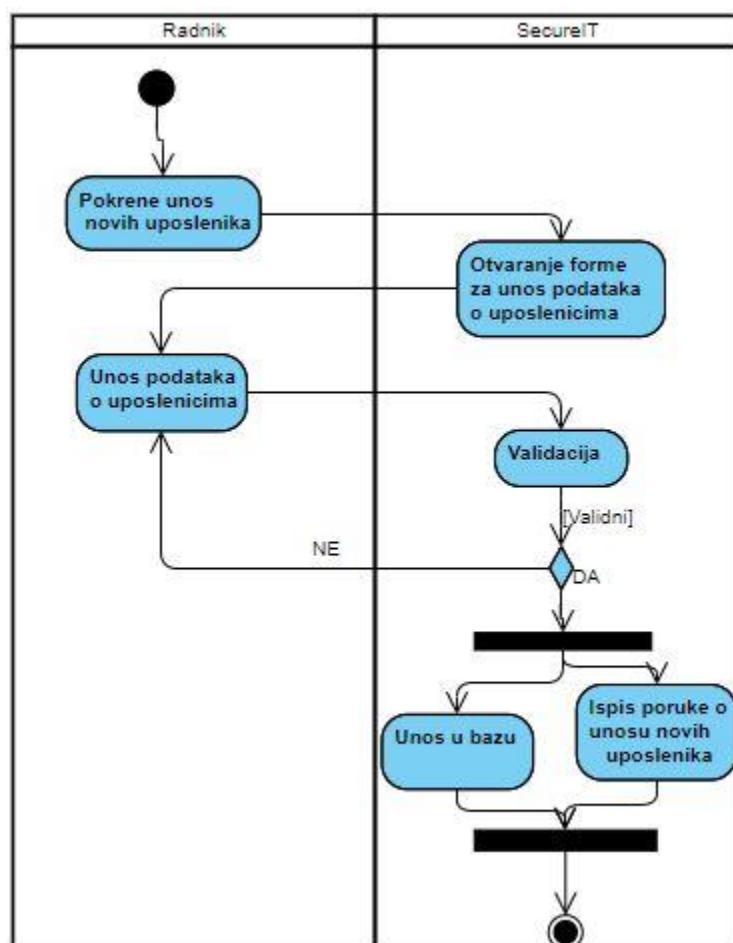 Radnik
SecureIT
Pokrene unos
novih uposlenika
Otvaranje forme
za unos podataka
o uposlenicima
Unos podataka
o uposlenicima
Validacija
[Validni]
NE
DA
Unos u bazu
Ispis poruke o
unosu novih
uposlenika